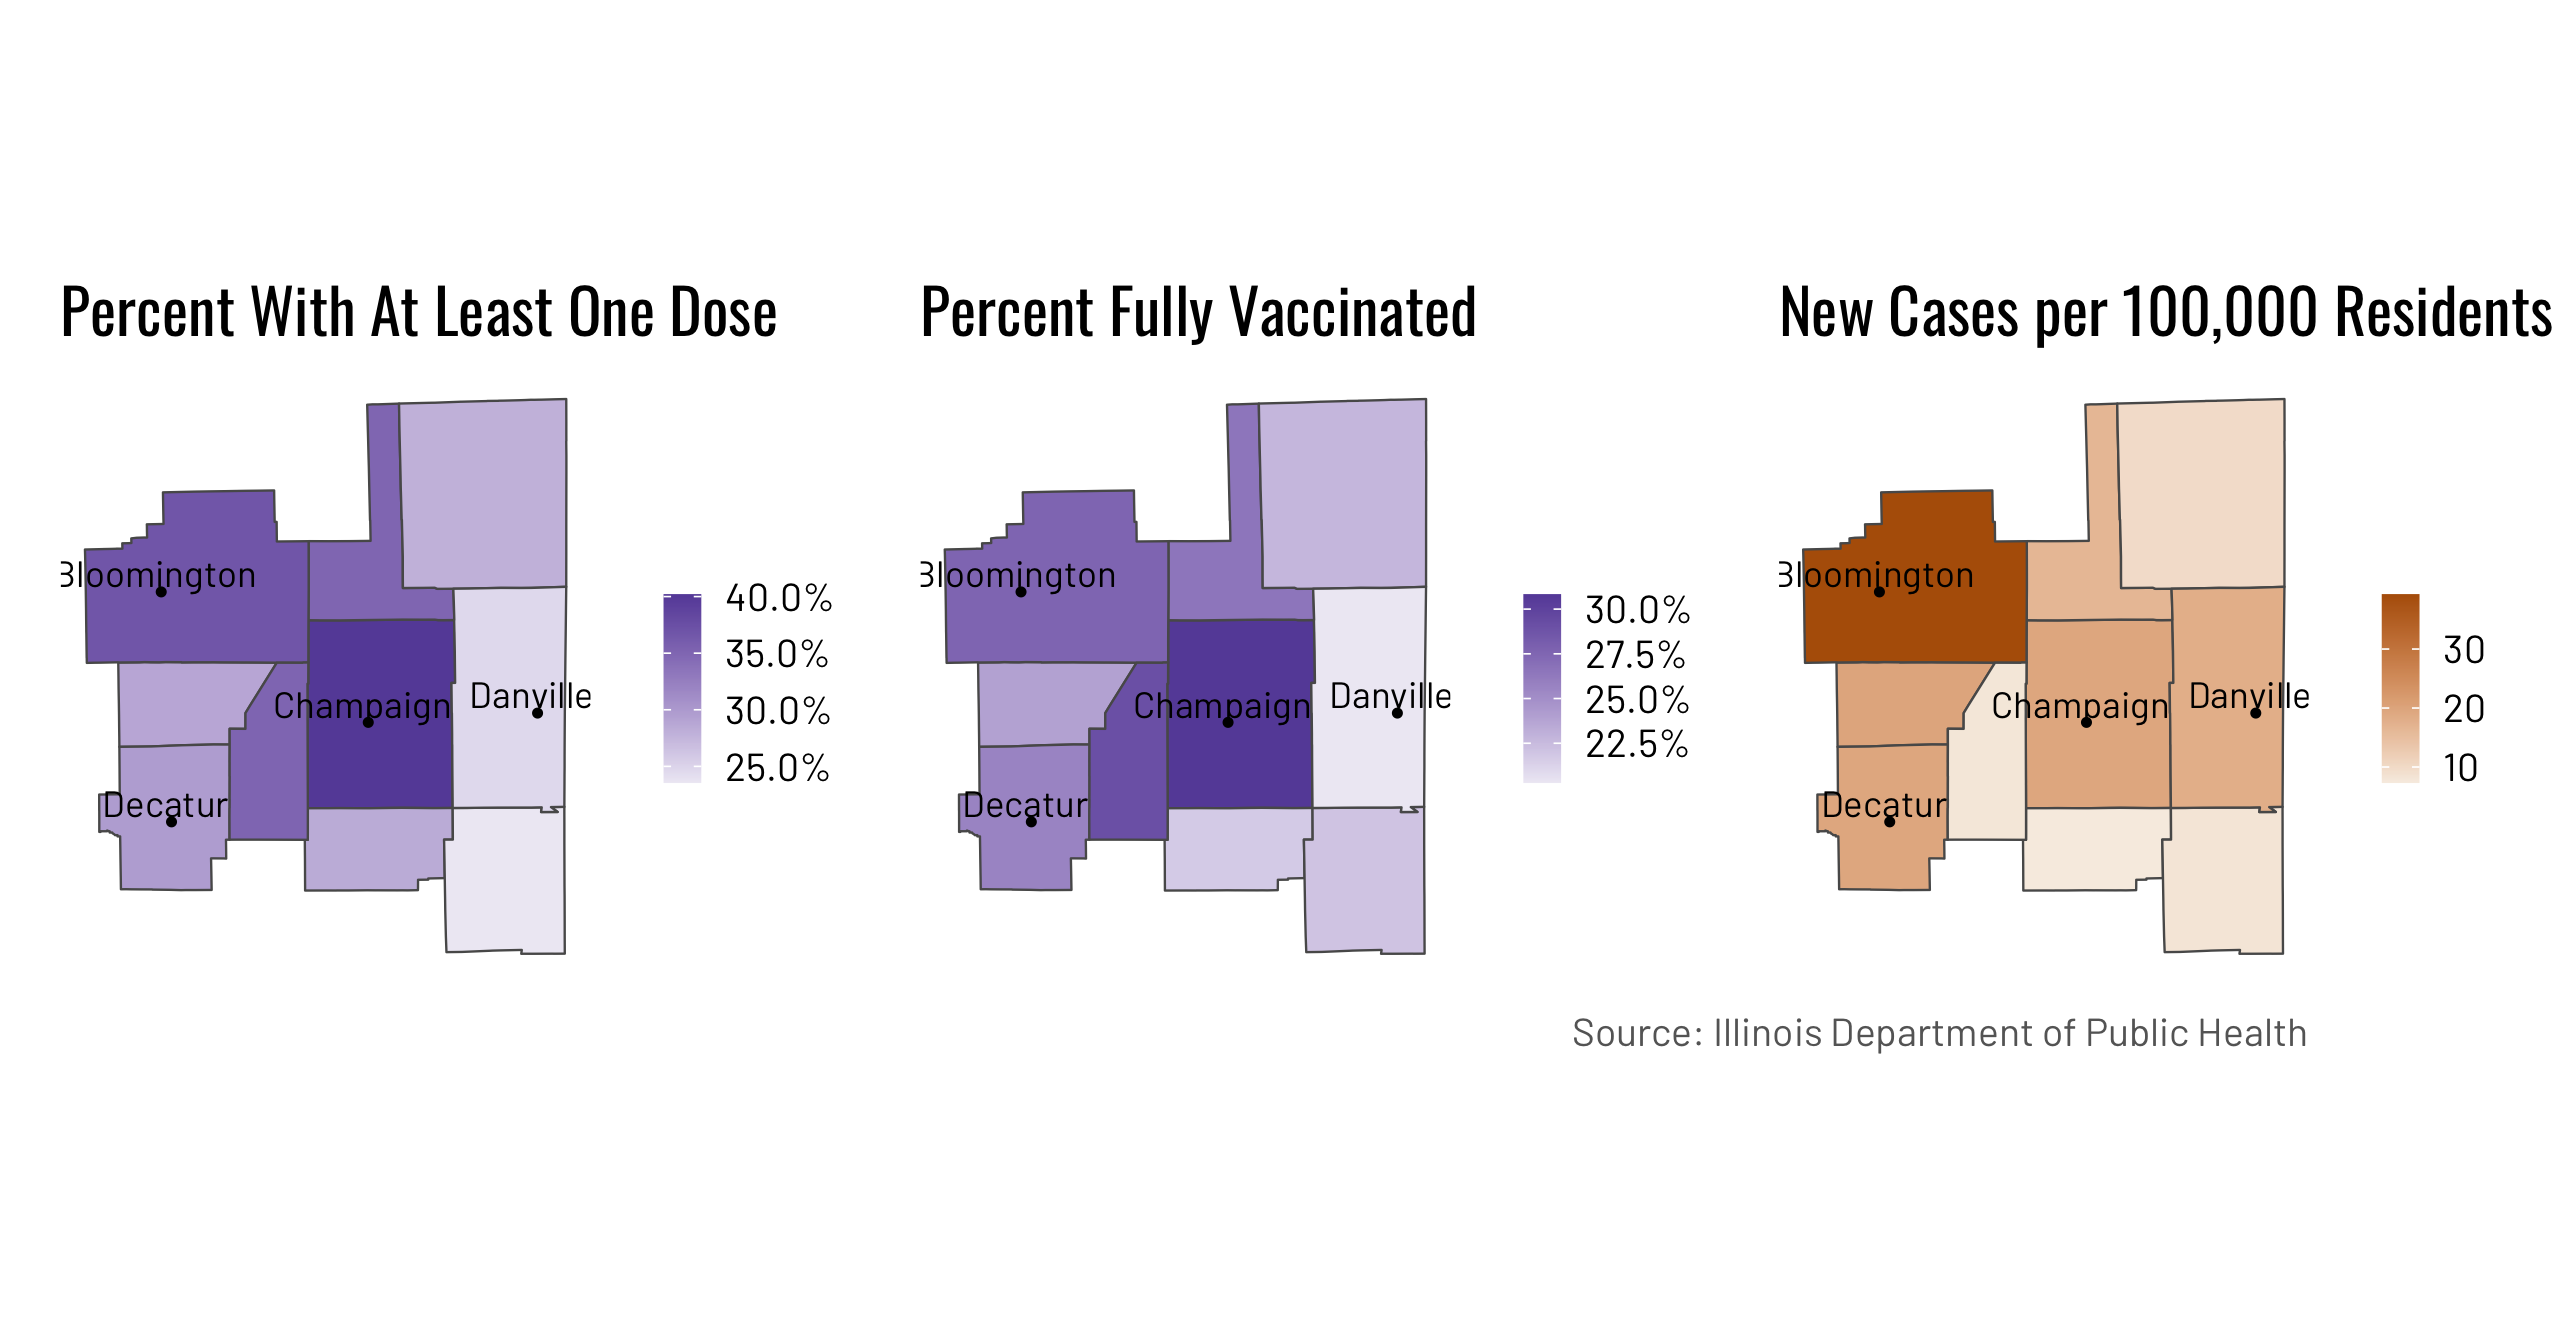 Percent With At Least One Dose
Bloomington
Champaign
Danville
Decatur
40.0%
35.0%
30.0%
25.0%
Percent Fully Vaccinated
Bloomington
Champaign
Danville
Decatur
30.0%
27.5%
25.0%
22.5%
New Cases per 100,000 Residents
Bloomington
Champaign
Danville
Decatur
30
20
10
Source: Illinois Department of Public Health